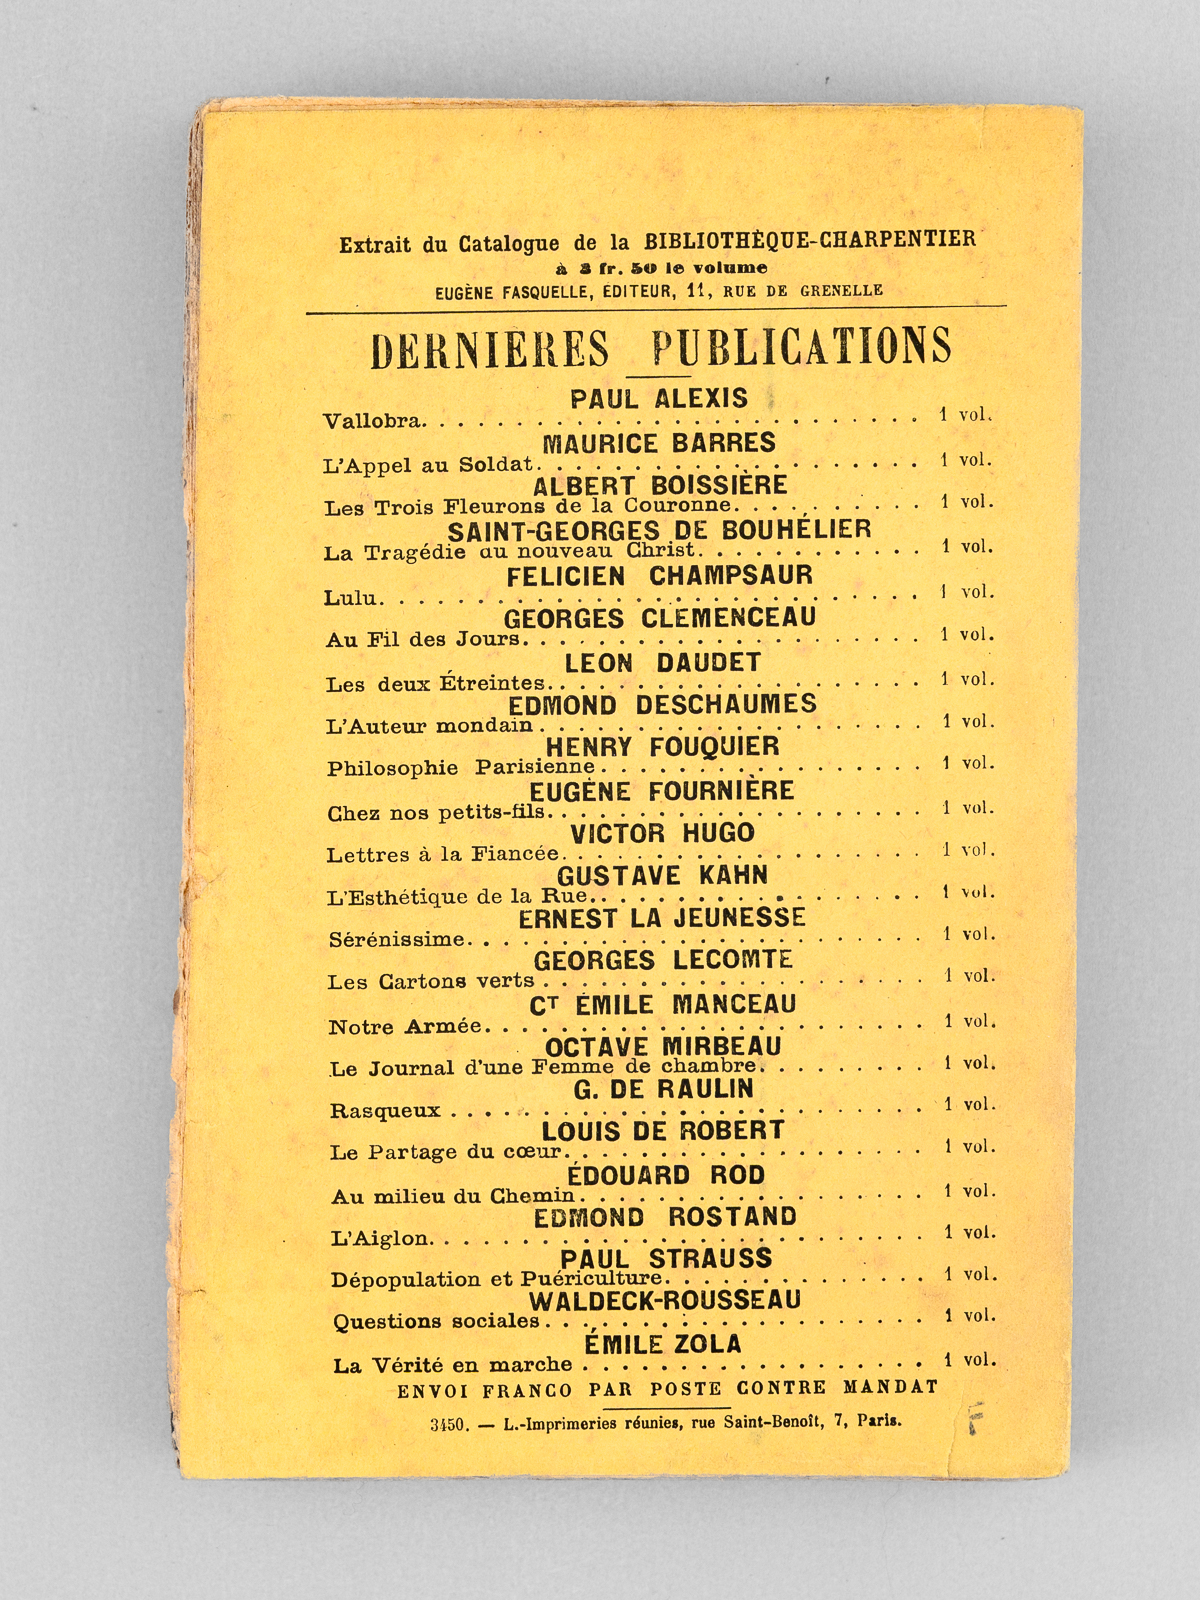 Extrait du Catalogue de la BIBLIOTHÈQUE-CHARPENTIER
à 3 fr. 50 le volume
EUGÈNE FASQUELLE, ÉDITEUR, 11, RUE DE GRENELLE
DERNIÈRES PUBLICATIONS
PAUL ALEXIS
Vallobra. . . . . . . . . . . . . . . . . . . . . . . . . . . . 1 vol.
MAURICE BARRES
L'Appel au Soldat. . . . . . . . . . . . . . . . . . . . . . 1 vol.
ALBERT BOISSIÈRE
Les Trois Fleurons de la Couronne. . . . . . . . . . . 1 vol.
SAINT-GEORGES DE BOUHÉLIER
La Tragédie du nouveau Christ. . . . . . . . . . . . . 1 vol.
FELICIEN CHAMPSAUR
Lulu. . . . . . . . . . . . . . . . . . . . . . . . . . . . . . 1 vol.
GEORGES CLEMENCEAU
Au Fil des Jours. . . . . . . . . . . . . . . . . . . . . . . 1 vol.
LEON DAUDET
Les deux Étreintes. . . . . . . . . . . . . . . . . . . . . 1 vol.
EDMOND DESCHAUMES
L'Auteur mondain . . . . . . . . . . . . . . . . . . . . . 1 vol.
HENRY FOUQUIER
Philosophie Parisienne. . . . . . . . . . . . . . . . . . 1 vol.
EUGÈNE FOURNIÈRE
Chez nos petits-fils. . . . . . . . . . . . . . . . . . . . . 1 vol.
VICTOR HUGO
Lettres à la Fiancée. . . . . . . . . . . . . . . . . . . . 1 vol.
GUSTAVE KAHN
L'Esthétique de la Rue. . . . . . . . . . . . . . . . . . 1 vol.
ERNEST LA JEUNESSE
Sérénissime. . . . . . . . . . . . . . . . . . . . . . . . . 1 vol.
GEORGES LECOMTE
Les Cartons verts . . . . . . . . . . . . . . . . . . . . . 1 vol.
CT ÉMILE MANCEAU
Notre Armée. . . . . . . . . . . . . . . . . . . . . . . . . 1 vol.
OCTAVE MIRBEAU
Le Journal d'une Femme de chambre. . . . . . . . . 1 vol.
G. DE RAULIN
Rasqueux . . . . . . . . . . . . . . . . . . . . . . . . . . 1 vol.
LOUIS DE ROBERT
Le Partage du cœur. . . . . . . . . . . . . . . . . . . . 1 vol.
ÉDOUARD ROD
Au milieu du Chemin. . . . . . . . . . . . . . . . . . . 1 vol.
EDMOND ROSTAND
L'Aiglon. . . . . . . . . . . . . . . . . . . . . . . . . . . . 1 vol.
PAUL STRAUSS
Dépopulation et Puériculture. . . . . . . . . . . . . . 1 vol.
WALDECK-ROUSSEAU
Questions sociales . . . . . . . . . . . . . . . . . . . . . 1 vol.
ÉMILE ZOLA
La Vérité en marche . . . . . . . . . . . . . . . . . . . 1 vol.
ENVOI FRANCO PAR POSTE CONTRE MANDAT
3450. — L.-Imprimeries réunies, rue Saint-Benoît, 7, Paris.
F